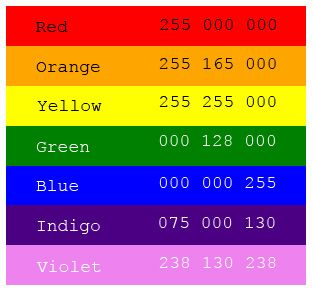 Red 255 000 000
Orange 255 165 000
Yellow 255 255 000
Green 000 128 000
Blue 000 000 255
Indigo 075 000 130
Violet 238 130 238